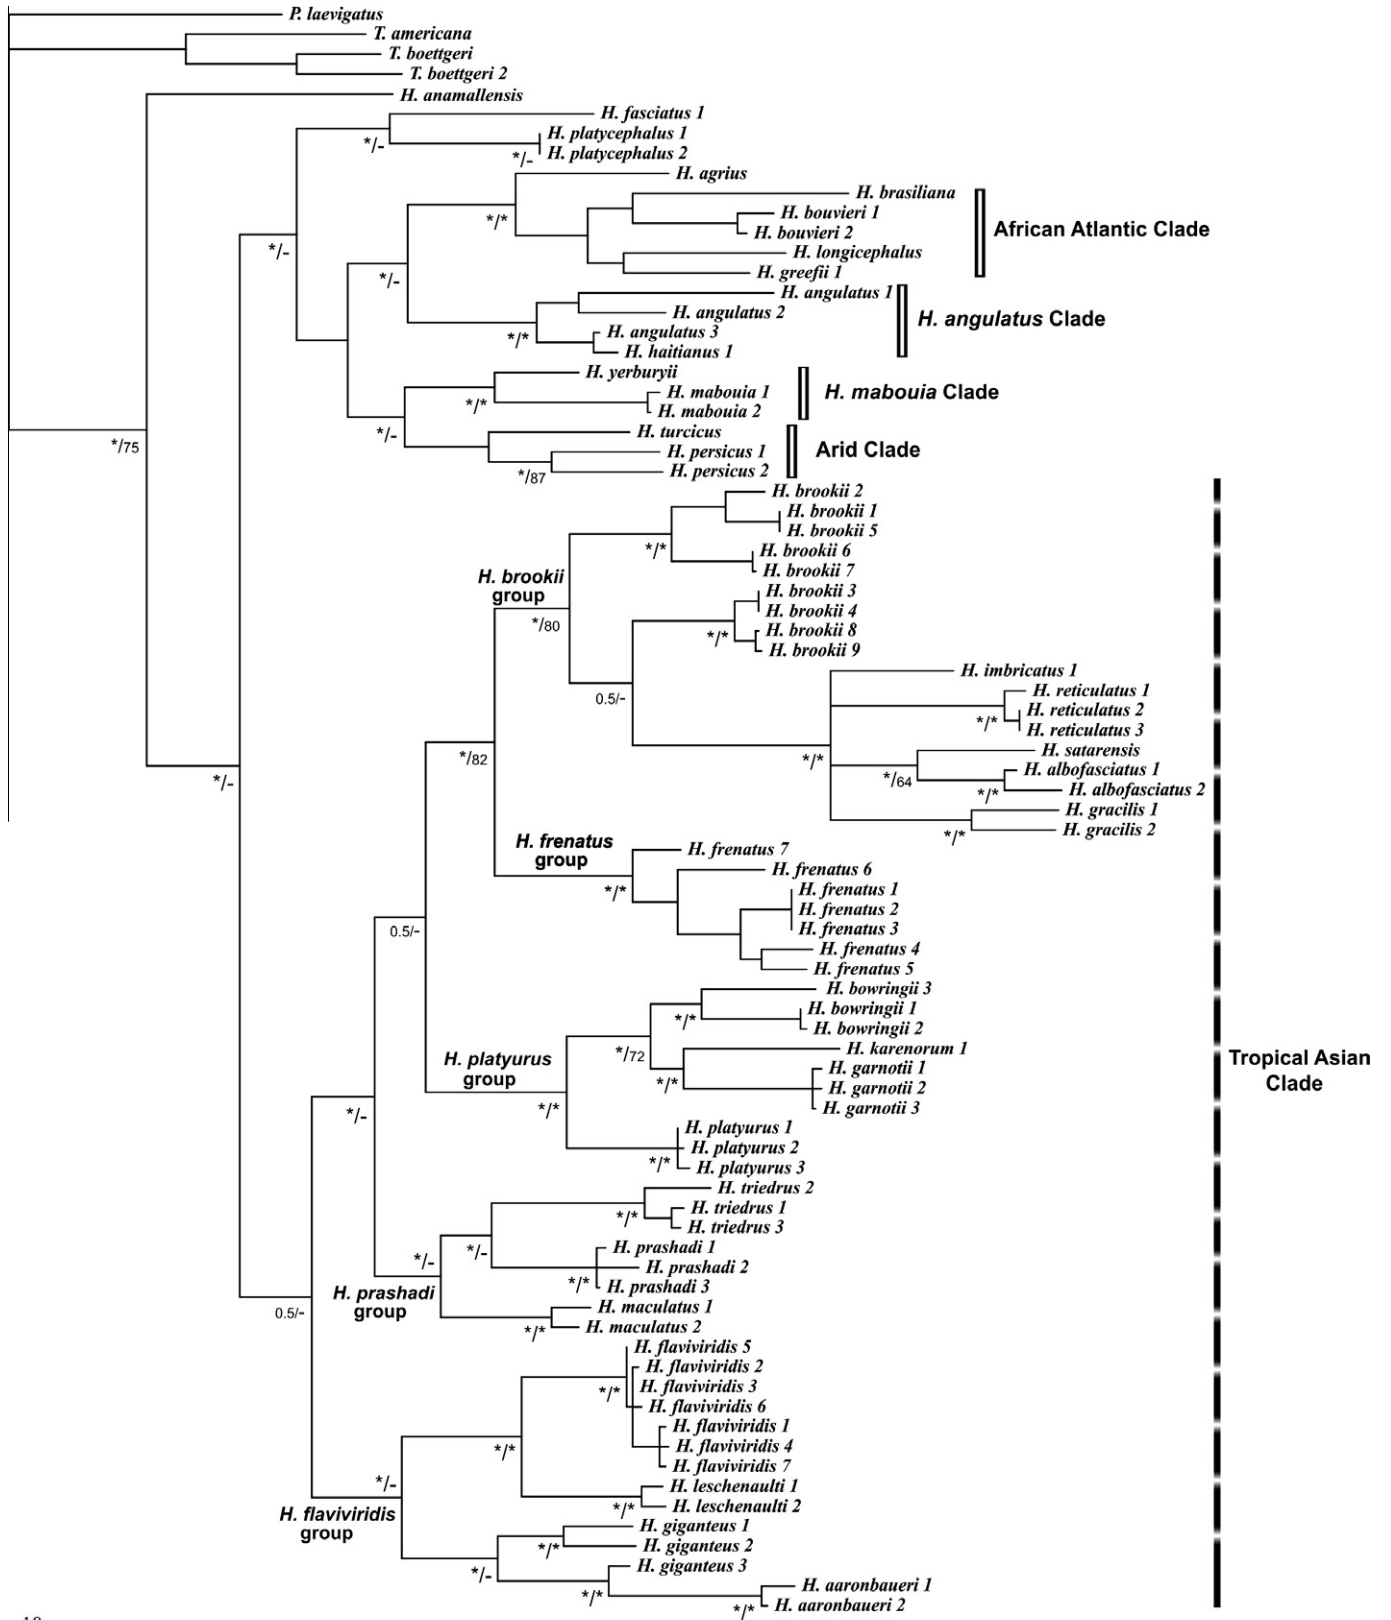 P. laevigatus
T. americana
T. boettgeri
T. boettgeri 2
H. anamallensis
H. fasciatus 1
*/-
H. platycephalus 1
*/-
H. platycephalus 2
H. agrius
*/*
H. brasiliana
H. bouvieri 1
African Atlantic Clade
H. bouvieri 2
*/-
H. longicephalus
*/-
H. greefii 1
H. angulatus 1
H. angulatus 2
H. angulatus Clade
*/*
H. angulatus 3
H. haitianus 1
H. yerburyii
H. mabouia 1
H. mabouia Clade
*/*
H. mabouia 2
*/-
H. turcicus
*/75
H. persicus 1
Arid Clade
*/87
H. persicus 2
H. brookii 2
H. brookii 1
H. brookii 5
*/*
H. brookii 6
H. brookii 7
H. brookii
group
H. brookii 3
H. brookii 4
*/80
*/*
H. brookii 8
H. brookii 9
H. imbricatus 1
0.5/-
H. reticulatus 1
H. reticulatus 2
*/*
H. reticulatus 3
*/82
*/*
H. satarensis
*/64
H. albofasciatus 1
*/-
*/*
H. albofasciatus 2
H. gracilis 1
*/*
H. gracilis 2
H. frenatus
group
H. frenatus 7
H. frenatus 6
*/*
H. frenatus 1
H. frenatus 2
0.5/-
H. frenatus 3
H. frenatus 4
H. frenatus 5
H. bowringii 3
H. bowringii 1
*/*
H. bowringii 2
*/72
H. karenorum 1
H. platyurus
group
Tropical Asian
Clade
*/*
H. garnotii 1
H. garnotii 2
*/*
H. garnotii 3
*/-
H. platyurus 1
H. platyurus 2
*/*
H. platyurus 3
H. triedrus 2
H. triedrus 1
*/*
H. triedrus 3
*/-
*/-
H. prashadi 1
H. prashadi 2
*/*
H. prashadi 3
H. prashadi
group
0.5/-
H. maculatus 1
*/*
H. maculatus 2
H. flaviviridis 5
H. flaviviridis 2
*/*
H. flaviviridis 3
H. flaviviridis 6
H. flaviviridis 1
*/*
H. flaviviridis 4
H. flaviviridis 7
*/-
H. leschenaulti 1
*/*
H. leschenaulti 2
H. flaviviridis
group
H. giganteus 1
*/*
H. giganteus 2
*/-
H. giganteus 3
*/*
H. aaronbaueri 1
*/*
H. aaronbaueri 2